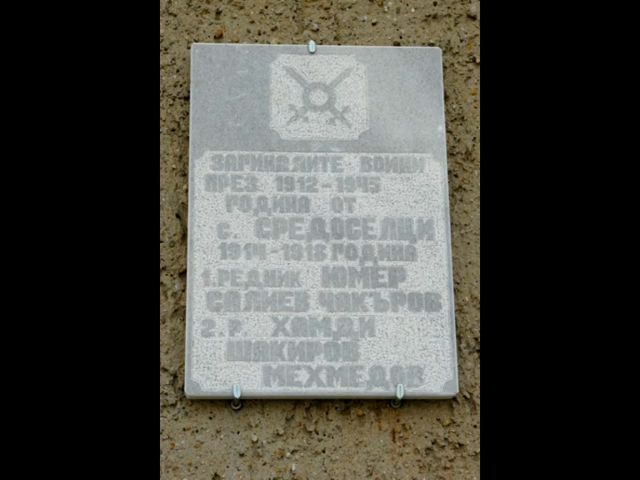 ЗАГИНАЛИТЕ ВОИНИ
ПРЕЗ 1912-1945
ГОДИНА ОТ
с. СРЕДОСЕЛЦИ
1914-1918 ГОДИНА
1. РЕДНИК ЮМЕР
САЛИЕВ ЧАКЪРОВ
2. Р. ХАМДИ
ШАКИРОВ
МЕХМЕДОВ